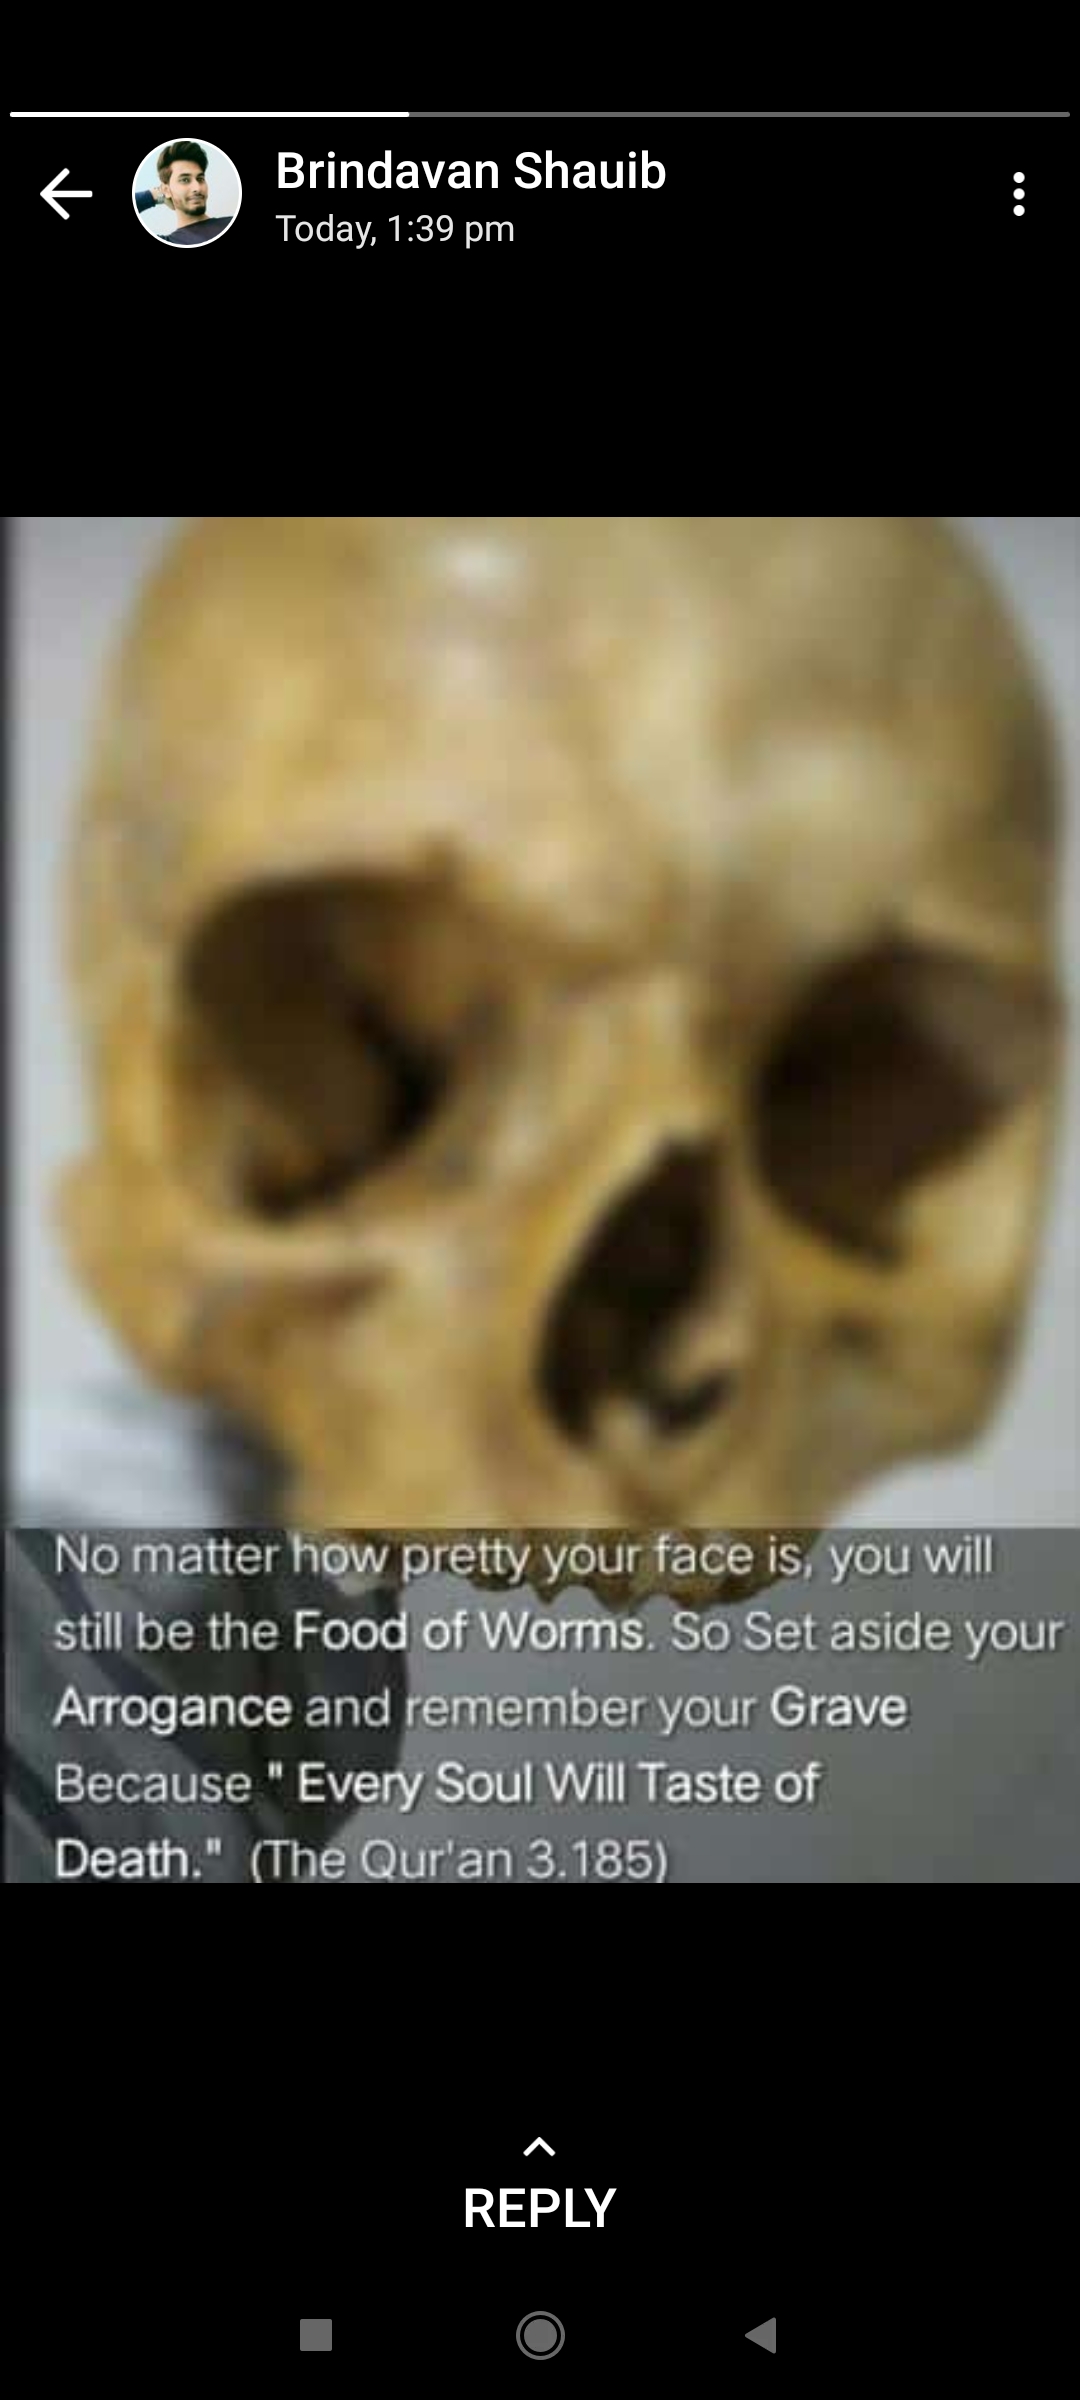 Brindavan Shauib
Today, 1:39 pm
No matter how pretty your face is, you will
still be the Food of Worms. So Set aside your
Arrogance and remember your Grave
Because " Every Soul Will Taste of
Death." (The Qur'an 3.185)
REPLY